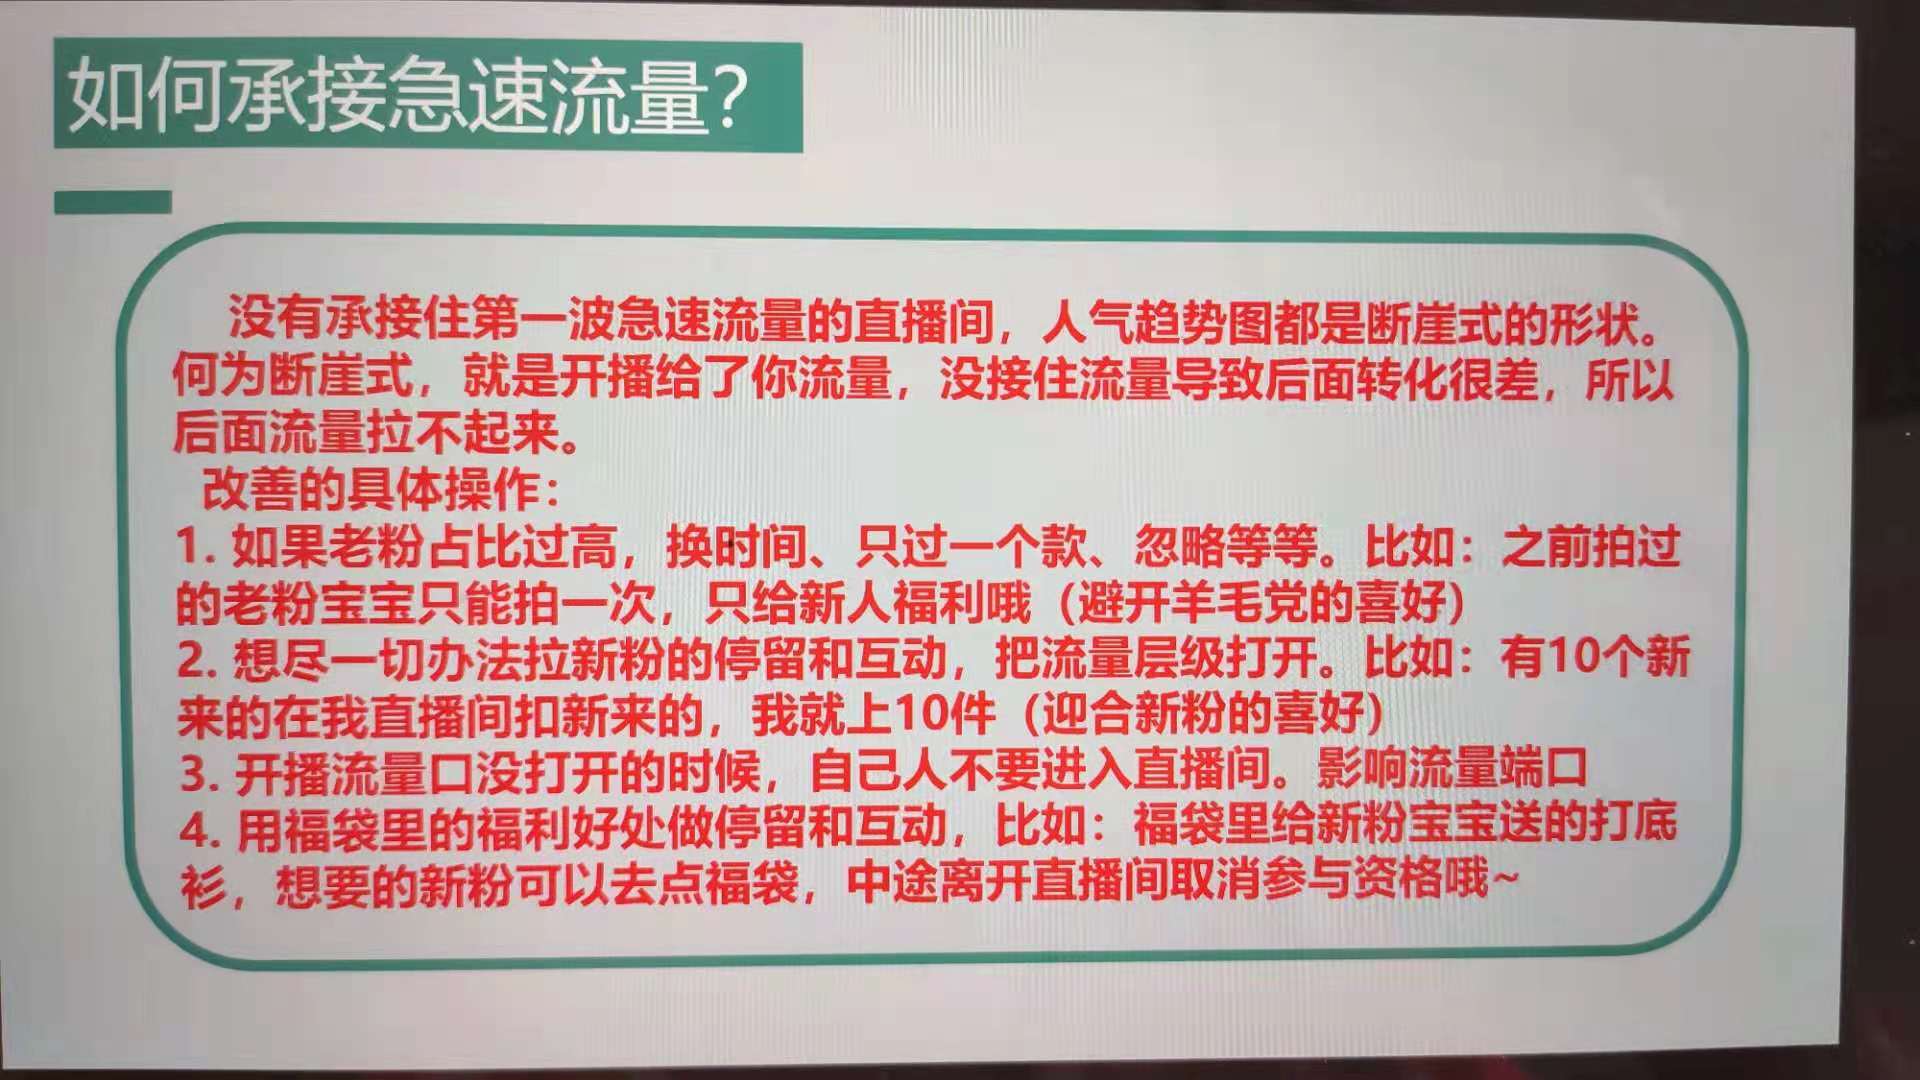 如何承接急速流量？
没有承接住第一波急速流量的直播间，人气趋势图都是断崖式的形状。
何为断崖式，就是开播给了你流量，没接住流量导致后面转化很差，所以
后面流量拉不起来。
改善的具体操作：
1. 如果老粉占比过高，换时间、只过一个款、忽略等等。比如：之前拍过
的老粉宝宝只能拍一次，只给新人福利哦（避开羊毛党的喜好）
2. 想尽一切办法拉新粉的停留和互动，把流量层级打开。比如：有10个新
来的在我直播间扣新来的，我就上10件（迎合新粉的喜好）
3. 开播流量口没打开的时候，自己人不要进入直播间。影响流量端口
4. 用福袋里的福利好处做停留和互动，比如：福袋里给新粉宝宝送的打底
衫，想要的新粉可以去点福袋，中途离开直播间取消参与资格哦~